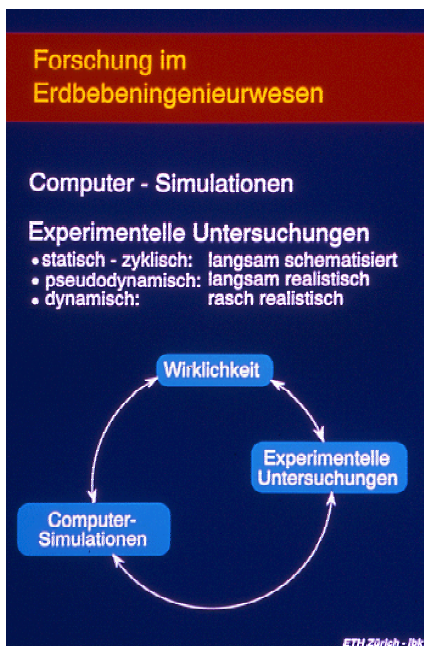 Forschung im
Erdbebeningenieurwesen
Computer - Simulationen
Experimentelle Untersuchungen
• statisch - zyklisch: langsam schematisiert
• pseudodynamisch: langsam realistisch
• dynamisch: rasch realistisch
Wirklichkeit
Experimentelle
Untersuchungen
Computer-
Simulationen
ETH Zürich - ibk